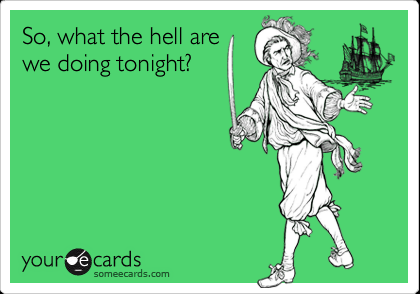 So, what the hell are
we doing tonight?
your e cards
someecards.com